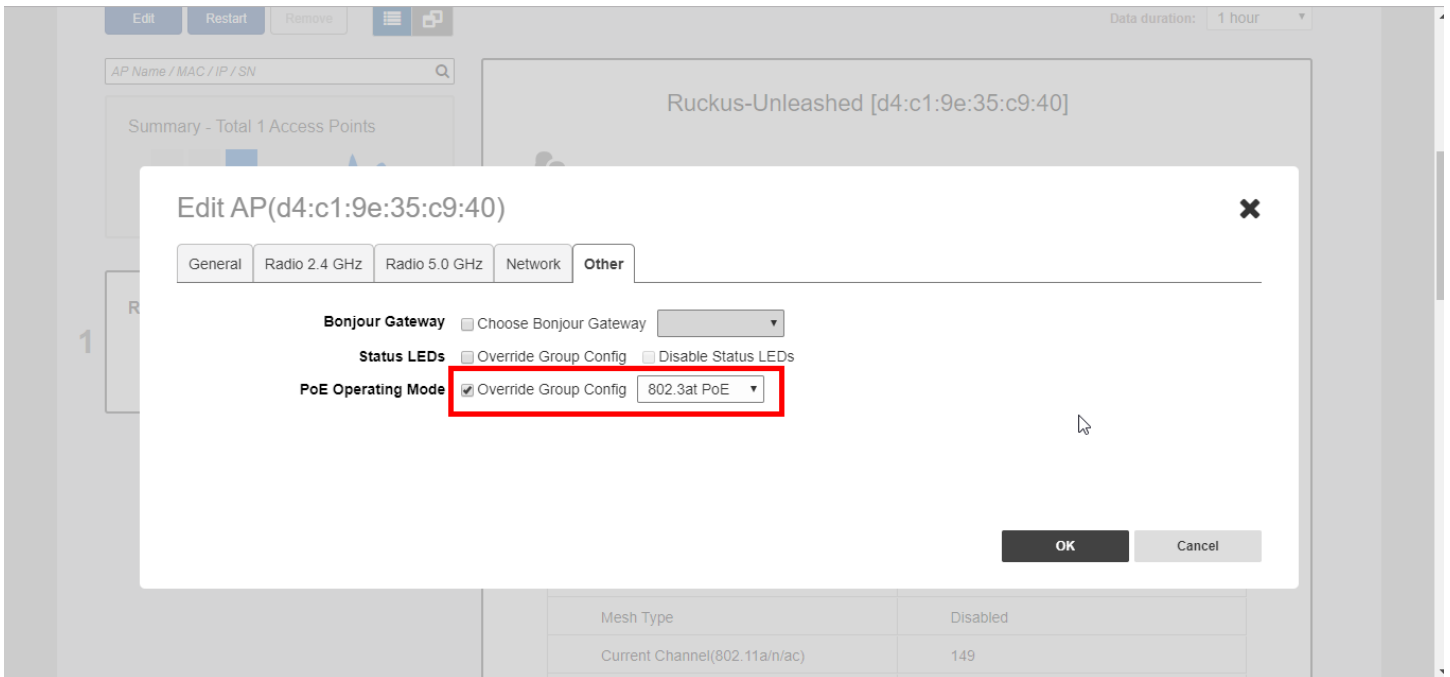 Edit Restart Remove Data duration: 1 hour
AP Name / MAC / IP / SN
Ruckus-Unleashed [d4:c1:9e:35:c9:40]
Summary - Total 1 Access Points
Edit AP(d4:c1:9e:35:c9:40)
General Radio 2.4 GHz Radio 5.0 GHz Network Other
R
1
Bonjour Gateway Choose Bonjour Gateway
Status LEDs Override Group Config Disable Status LEDs
PoE Operating Mode Override Group Config 802.3at PoE
OK Cancel
Mesh Type Disabled
Current Channel(802.11a/n/ac) 149